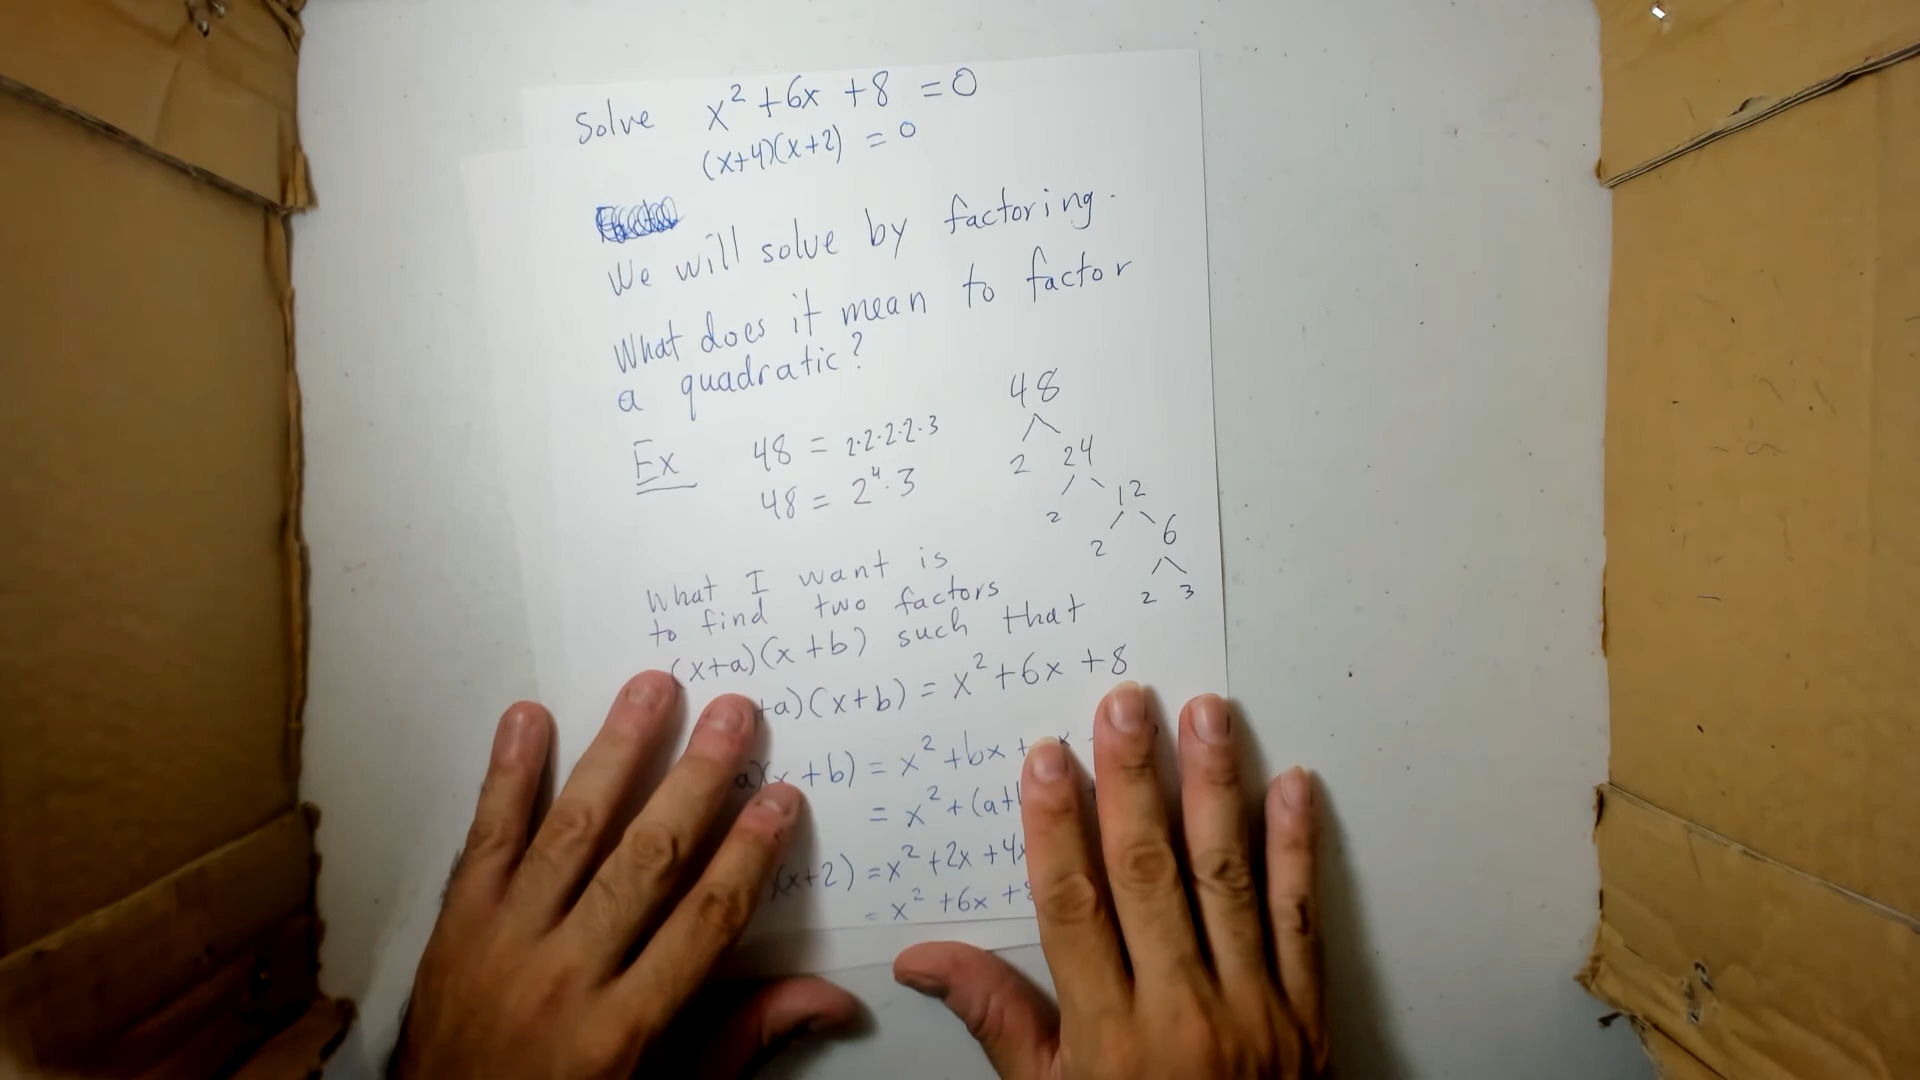 Solve x² + 6x + 8 = 0
(x+4)(x+2) = 0
We will solve by factoring.
What does it mean to factor
a quadratic?
48
Ex 48 = 2·2·2·2·3
2 24
48 = 2⁴·3
2 12
2 6
2 3
What I want is
to find two factors
(x+a)(x+b) such that
+a)(x+b) = x² + 6x + 8
a)(x+b) = x² + bx +
= x² + (a+
(x+2) = x² + 2x + 4x
= x² + 6x + 8